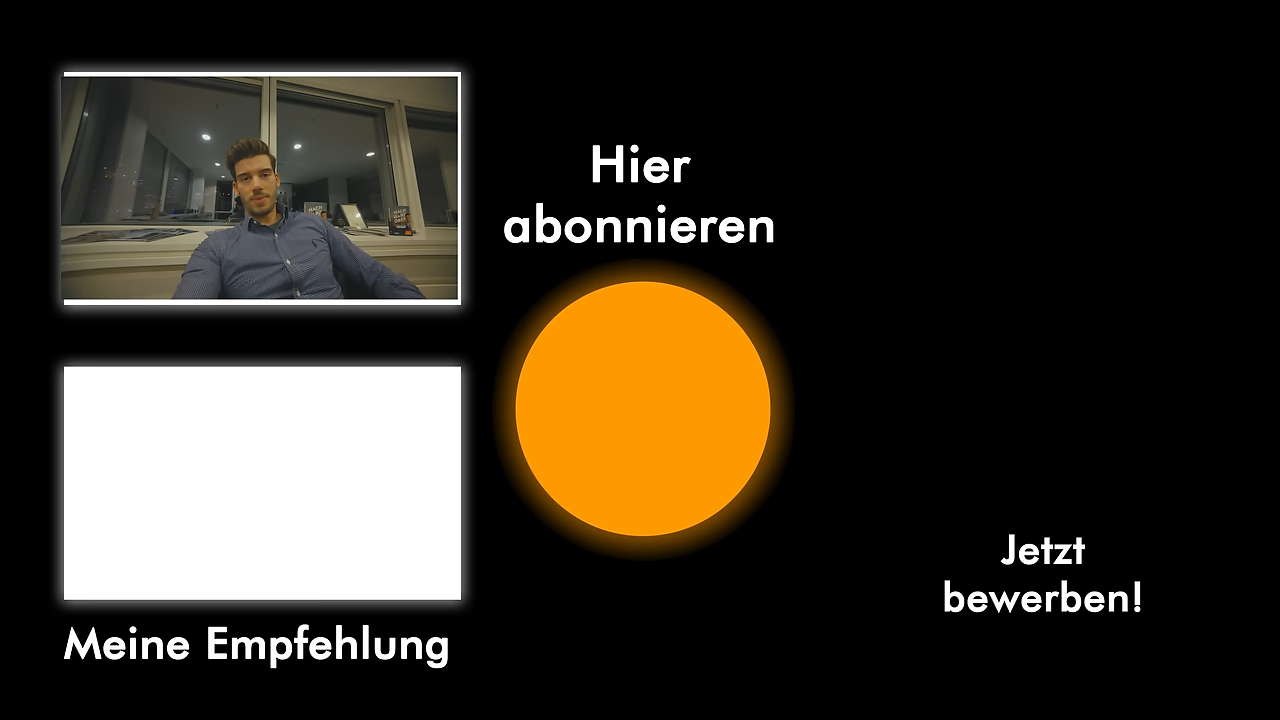 Hier
abonnieren
Jetzt
bewerben!
Meine Empfehlung